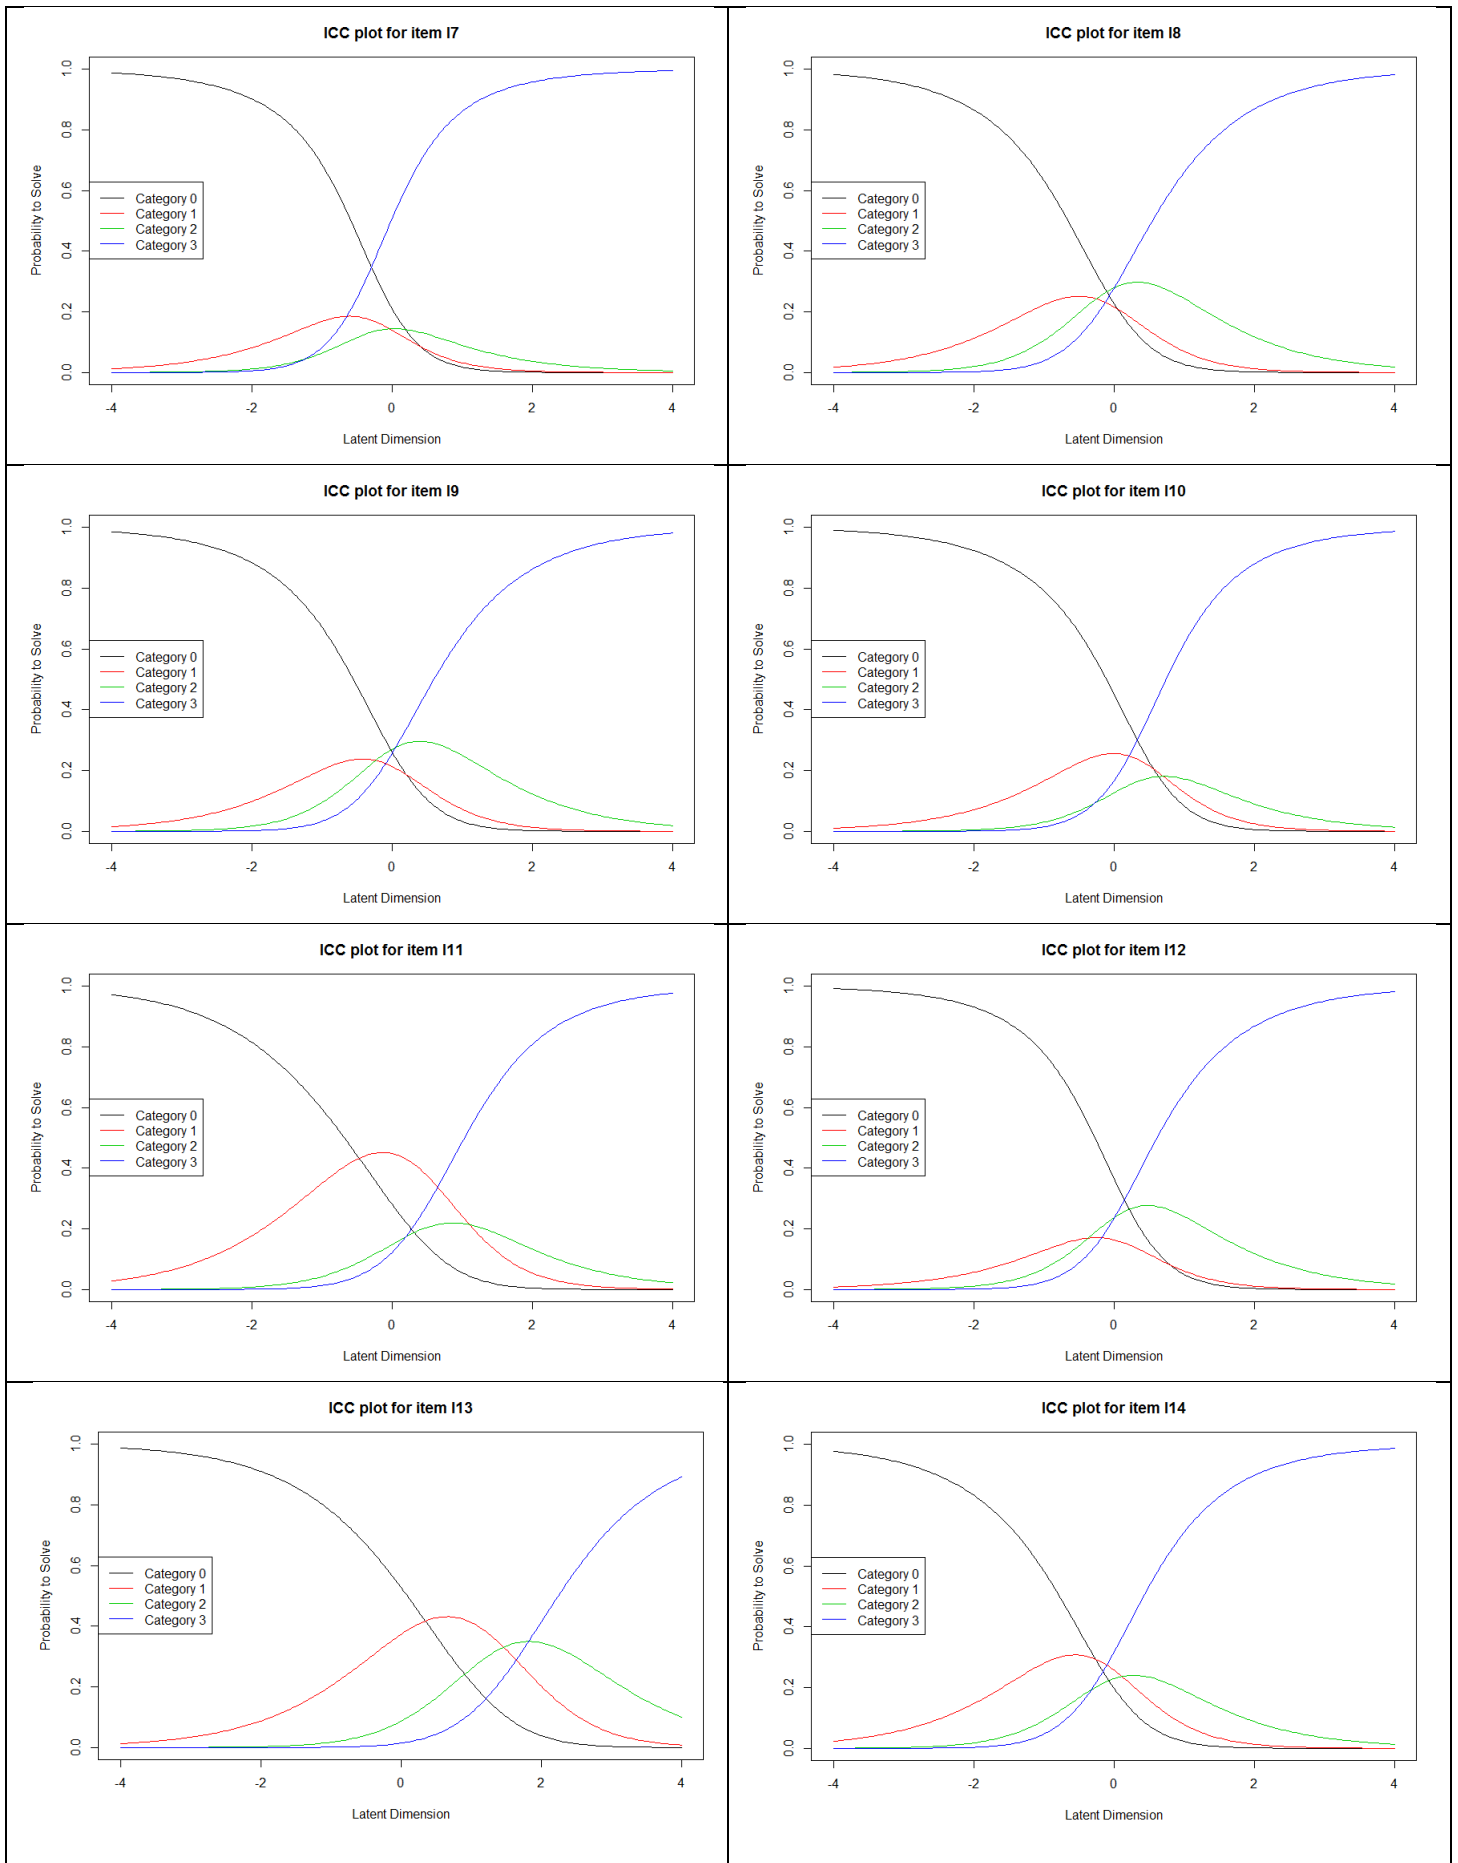 ICC plot for item I7
1.0
0.8
0.6
0.4
0.2
0.0
Probability to Solve
Category 0
Category 1
Category 2
Category 3
-4 -2 0 2 4
Latent Dimension
ICC plot for item I8
1.0
0.8
0.6
0.4
0.2
0.0
Probability to Solve
Category 0
Category 1
Category 2
Category 3
-4 -2 0 2 4
Latent Dimension
ICC plot for item I9
1.0
0.8
0.6
0.4
0.2
0.0
Probability to Solve
Category 0
Category 1
Category 2
Category 3
-4 -2 0 2 4
Latent Dimension
ICC plot for item I10
1.0
0.8
0.6
0.4
0.2
0.0
Probability to Solve
Category 0
Category 1
Category 2
Category 3
-4 -2 0 2 4
Latent Dimension
ICC plot for item I11
1.0
0.8
0.6
0.4
0.2
0.0
Probability to Solve
Category 0
Category 1
Category 2
Category 3
-4 -2 0 2 4
Latent Dimension
ICC plot for item I12
1.0
0.8
0.6
0.4
0.2
0.0
Probability to Solve
Category 0
Category 1
Category 2
Category 3
-4 -2 0 2 4
Latent Dimension
ICC plot for item I13
1.0
0.8
0.6
0.4
0.2
0.0
Probability to Solve
Category 0
Category 1
Category 2
Category 3
-4 -2 0 2 4
Latent Dimension
ICC plot for item I14
1.0
0.8
0.6
0.4
0.2
0.0
Probability to Solve
Category 0
Category 1
Category 2
Category 3
-4 -2 0 2 4
Latent Dimension